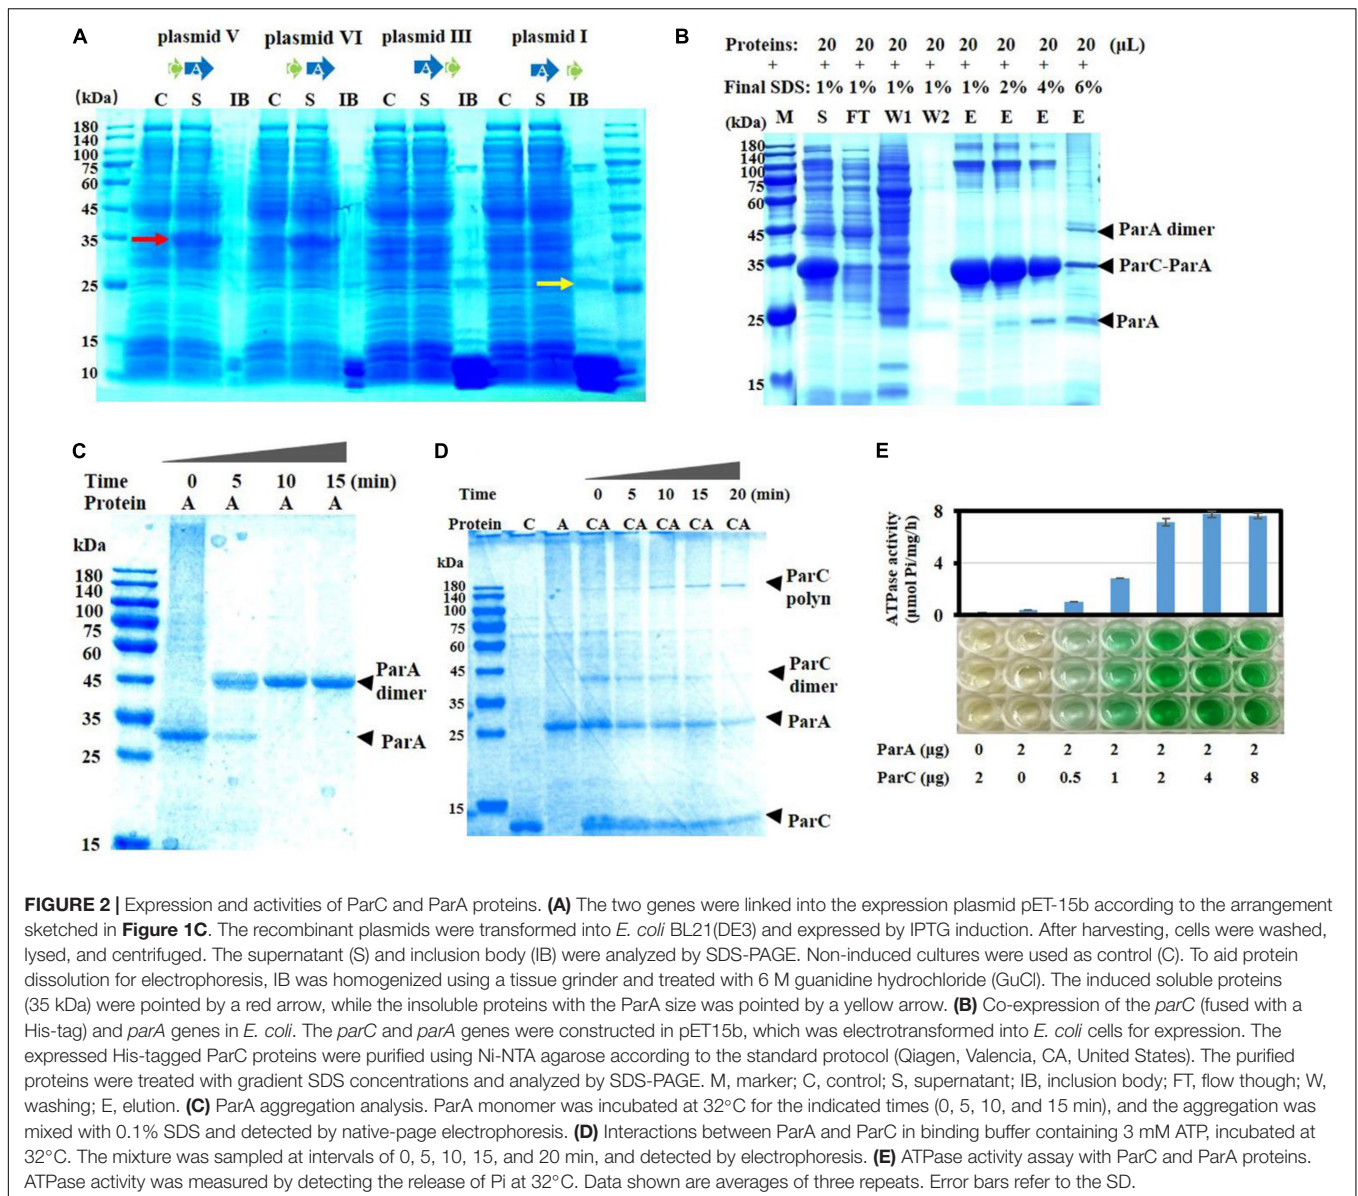 A
plasmid V plasmid VI plasmid III plasmid I
C A C A A C A C
(kDa) C S IB C S IB C S IB C S IB
180
140
100
75
60
45
35
25
15
10
B
Proteins: 20 20 20 20 20 20 20 20 (μL)
+ + + + + + + + +
Final SDS: 1% 1% 1% 1% 1% 2% 4% 6%
(kDa) M S FT W1 W2 E E E E
180
140
100
75
60
45
35
25
15
ParA dimer
ParC-ParA
ParA
C
Time 0 5 10 15 (min)
Protein A A A A
kDa
180
140
100
75
60
45
35
25
15
ParA
dimer
ParA
D
Time 0 5 10 15 20 (min)
Protein C A CA CA CA CA CA
kDa
180
140
100
75
60
45
35
25
15
ParC
polyn
ParC
dimer
ParA
ParC
E
ATPase activity
(μmol Pi/mg/h)
8
4
0
ParA (μg) 0 2 2 2 2 2 2
ParC (μg) 2 0 0.5 1 2 4 8
FIGURE 2 | Expression and activities of ParC and ParA proteins. (A) The two genes were linked into the expression plasmid pET-15b according to the arrangement
sketched in Figure 1C. The recombinant plasmids were transformed into E. coli BL21(DE3) and expressed by IPTG induction. After harvesting, cells were washed,
lysed, and centrifuged. The supernatant (S) and inclusion body (IB) were analyzed by SDS-PAGE. Non-induced cultures were used as control (C). To aid protein
dissolution for electrophoresis, IB was homogenized using a tissue grinder and treated with 6 M guanidine hydrochloride (GuCl). The induced soluble proteins
(35 kDa) were pointed by a red arrow, while the insoluble proteins with the ParA size was pointed by a yellow arrow. (B) Co-expression of the parC (fused with a
His-tag) and parA genes in E. coli. The parC and parA genes were constructed in pET15b, which was electrotransformed into E. coli cells for expression. The
expressed His-tagged ParC proteins were purified using Ni-NTA agarose according to the standard protocol (Qiagen, Valencia, CA, United States). The purified
proteins were treated with gradient SDS concentrations and analyzed by SDS-PAGE. M, marker; C, control; S, supernatant; IB, inclusion body; FT, flow though; W,
washing; E, elution. (C) ParA aggregation analysis. ParA monomer was incubated at 32°C for the indicated times (0, 5, 10, and 15 min), and the aggregation was
mixed with 0.1% SDS and detected by native-page electrophoresis. (D) Interactions between ParA and ParC in binding buffer containing 3 mM ATP, incubated at
32°C. The mixture was sampled at intervals of 0, 5, 10, 15, and 20 min, and detected by electrophoresis. (E) ATPase activity assay with ParC and ParA proteins.
ATPase activity was measured by detecting the release of Pi at 32°C. Data shown are averages of three repeats. Error bars refer to the SD.